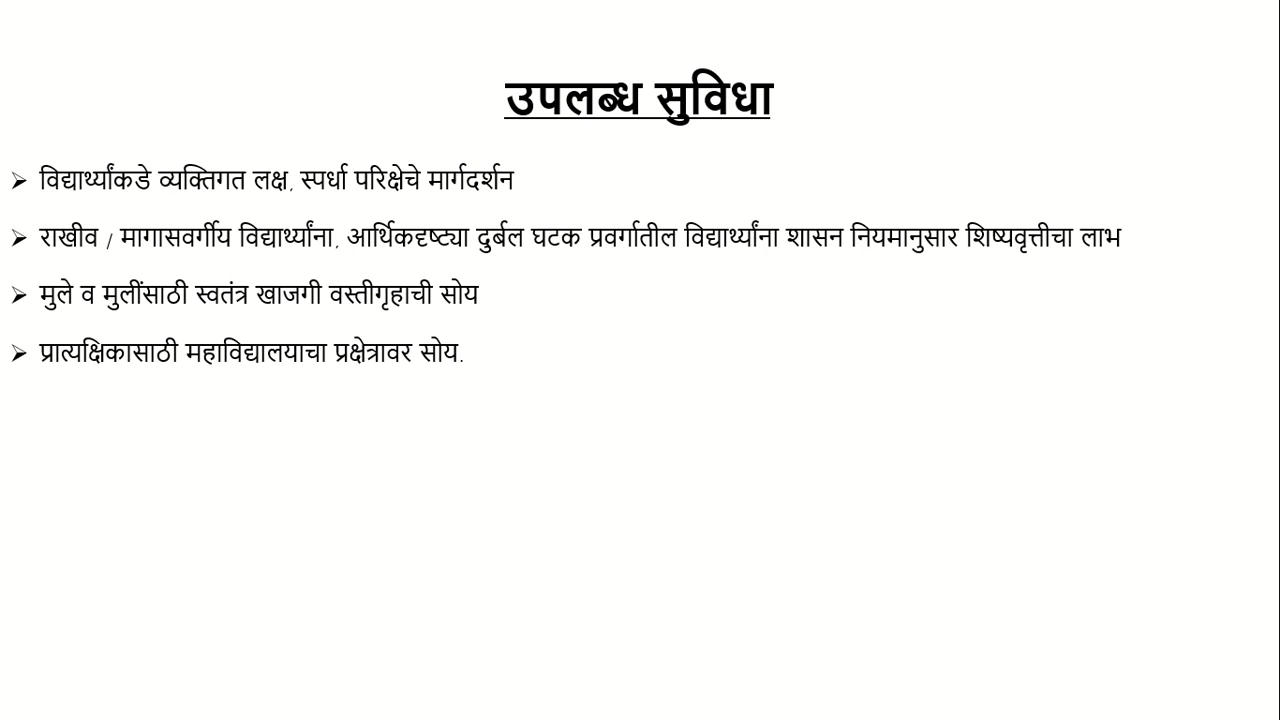 उपलब्ध सुविधा
➢ विद्यार्थ्यांकडे व्यक्तिगत लक्ष, स्पर्धा परिक्षेचे मार्गदर्शन
➢ राखीव / मागासवर्गीय विद्यार्थ्यांना, आर्थिकदृष्ट्या दुर्बल घटक प्रवर्गातील विद्यार्थ्यांना शासन नियमानुसार शिष्यवृत्तीचा लाभ
➢ मुले व मुलींसाठी स्वतंत्र खाजगी वस्तीगृहाची सोय
➢ प्रात्यक्षिकासाठी महाविद्यालयाचा प्रक्षेत्रावर सोय.